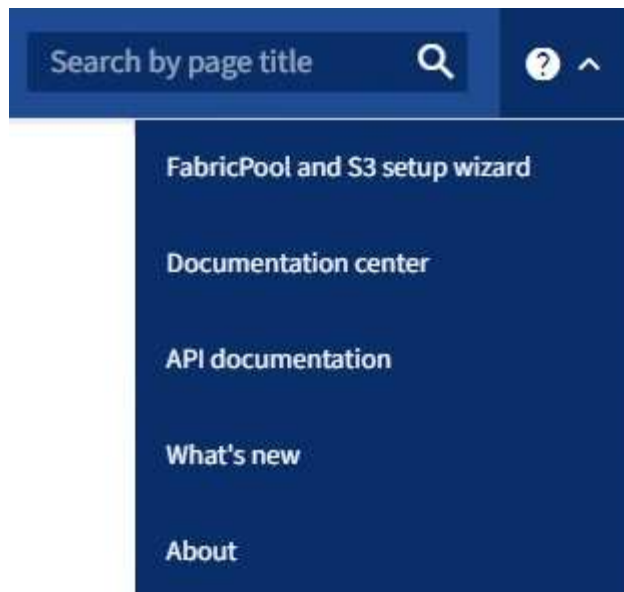 Search by page title
FabricPool and S3 setup wizard
Documentation center
API documentation
What's new
About